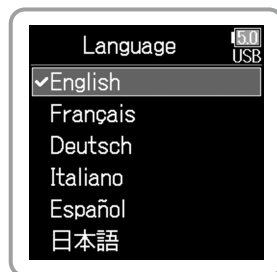 Language
5.0
USB
✔English
Français
Deutsch
Italiano
Español
日本語